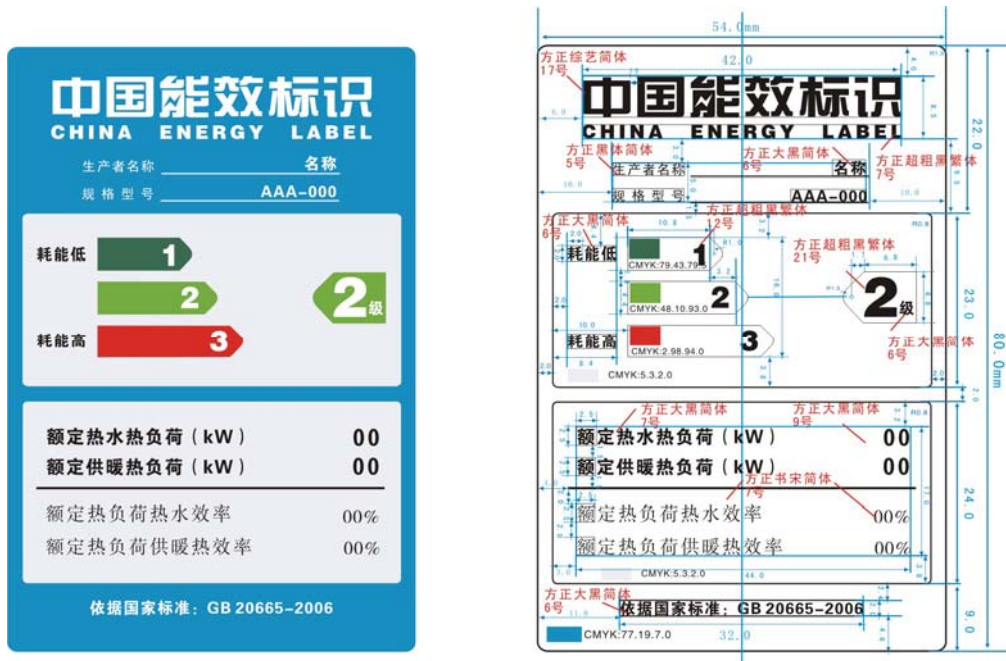 中国能效标识
CHINA ENERGY LABEL
生产者名称 名称
规格型号 AAA-000
耗能低 1
2
2级
耗能高 3
额定热水热负荷（kW） 00
额定供暖热负荷（kW） 00
额定热负荷热水效率 00%
额定热负荷供暖热效率 00%
依据国家标准：GB 20665-2006
54.0mm
方正综艺简体
17号
42.0
中国能效标识
CHINA ENERGY LABEL
方正黑体简体
5号
方正大黑简体
6号
方正超粗黑繁体
7号
生产者名称 名称
规格型号 AAA-000
10.0
10.0
22.0
方正大黑简体
6号
方正超粗黑繁体
12号
10.8
耗能低 1
CMYK:79.43.79.5
方正超粗黑繁体
21号
2
CMYK:48.10.93.0
2级
23.0
10.0
耗能高 3
CMYK:2.98.94.0
方正大黑简体
6号
8.4
CMYK:5.3.2.0
80.0mm
方正大黑简体
7号
方正大黑简体
9号
额定热水热负荷（kW） 00
额定供暖热负荷（kW） 00
方正书宋简体
7号
额定热负荷热水效率 00%
额定热负荷供暖热效率 00%
24.0
CMYK:5.3.2.0
44.0
方正大黑简体
6号
依据国家标准：GB 20665-2006
11.0
32.0
9.0
CMYK:77.19.7.0